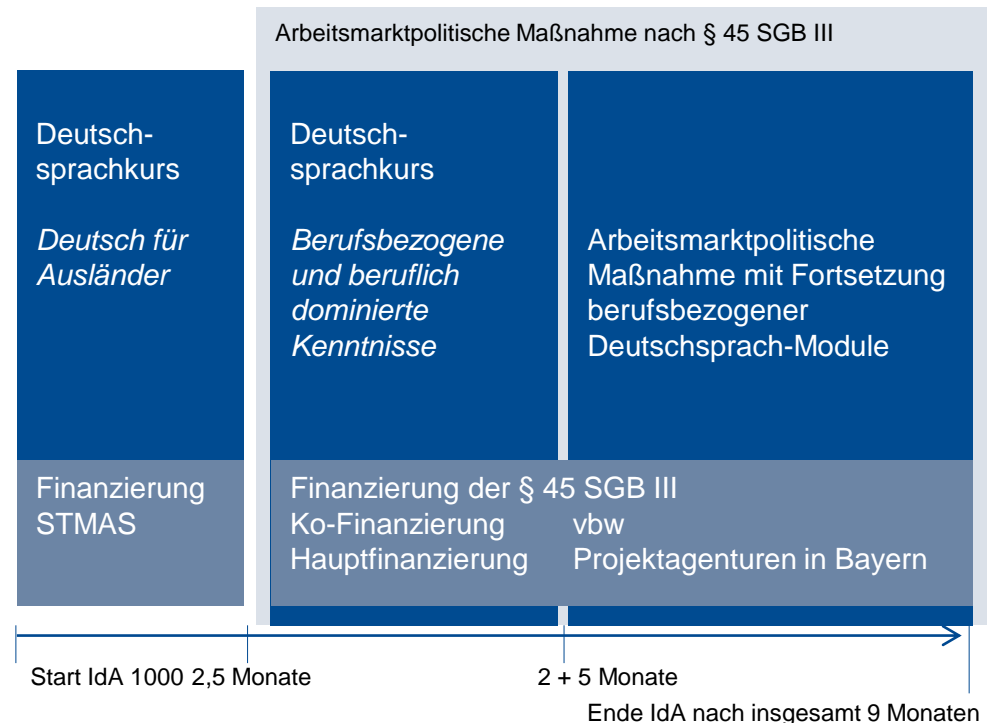 Arbeitsmarktpolitische Maßnahme nach § 45 SGB III
Deutsch-
sprachkurs
Deutsch für
Ausländer
Finanzierung
STMAS
Deutsch-
sprachkurs
Berufsbezogene
und beruflich
dominierte
Kenntnisse
Arbeitsmarktpolitische
Maßnahme mit Fortsetzung
berufsbezogener
Deutschsprach-Module
Finanzierung der § 45 SGB III
Ko-Finanzierung vbw
Hauptfinanzierung Projektagenturen in Bayern
Start IdA 1000 2,5 Monate
2 + 5 Monate
Ende IdA nach insgesamt 9 Monaten